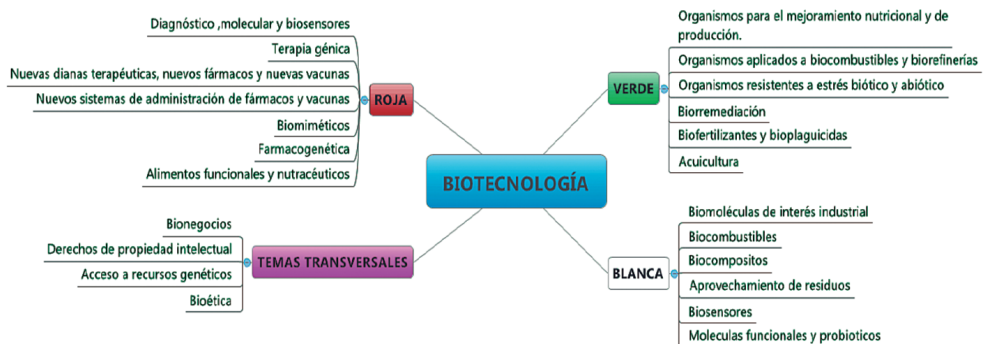 Diagnóstico ,molecular y biosensores
Terapia génica
Nuevas dianas terapéuticas, nuevos fármacos y nuevas vacunas
Nuevos sistemas de administración de fármacos y vacunas
Biomiméticos
Farmacogenética
Alimentos funcionales y nutracéuticos
ROJA
Organismos para el mejoramiento nutricional y de
producción.
Organismos aplicados a biocombustibles y biorefinerías
Organismos resistentes a estrés biótico y abiótico
Biorremediación
Biofertilizantes y bioplaguicidas
Acuicultura
VERDE
BIOTECNOLOGÍA
Bionegocios
Derechos de propiedad intelectual
Acceso a recursos genéticos
Bioética
TEMAS TRANSVERSALES
BLANCA
Biomoléculas de interés industrial
Biocombustibles
Biocompositos
Aprovechamiento de residuos
Biosensores
Moleculas funcionales y probioticos